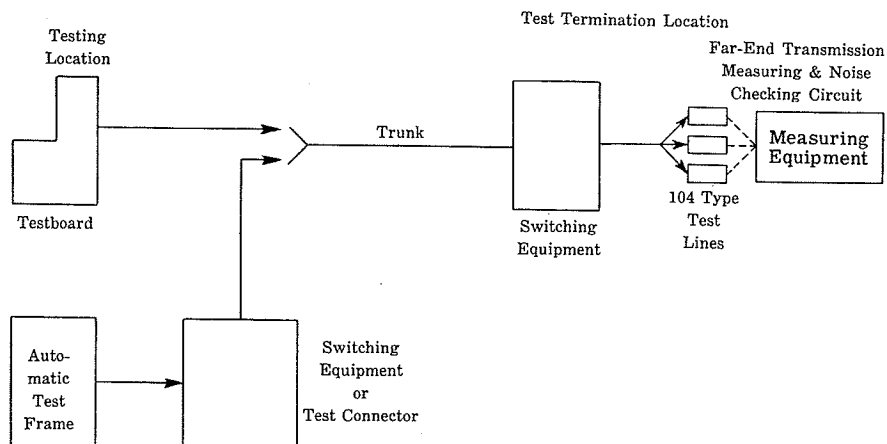 Test Termination Location
Testing
Location
Far-End Transmission
Measuring & Noise
Checking Circuit
Trunk
Measuring
Equipment
104 Type
Test
Lines
Testboard
Switching
Equipment
Auto-
matic
Test
Frame
Switching
Equipment
or
Test Connector